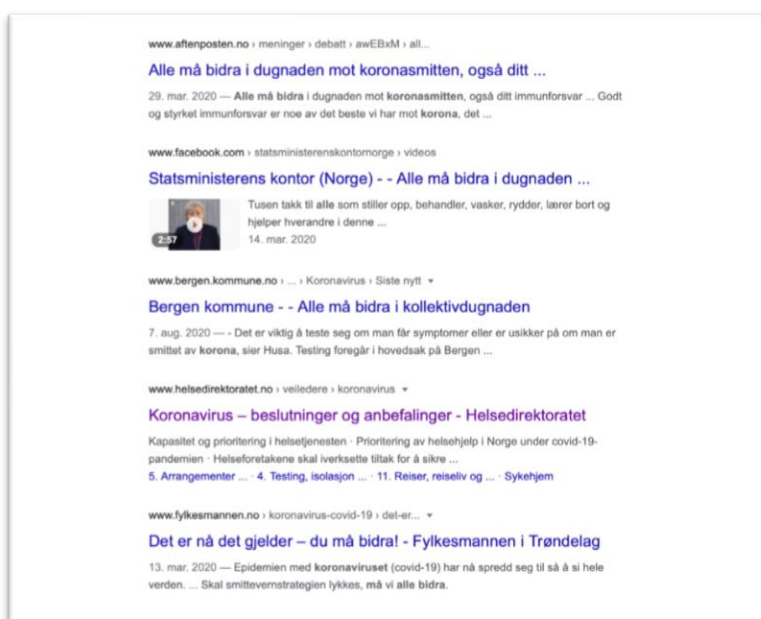 www.aftenposten.no › meninger › debatt › awEBxM › all...
Alle må bidra i dugnaden mot koronasmitten, også ditt ...
29. mar. 2020 — Alle må bidra i dugnaden mot koronasmitten, også ditt immunforsvar ... Godt
og styrket immunforsvar er noe av det beste vi har mot korona, det ...
www.facebook.com › statsministerenskontornorge › videos
Statsministerens kontor (Norge) - - Alle må bidra i dugnaden ...
Tusen takk til alle som stiller opp, behandler, vasker, rydder, lærer bort og
hjelper hverandre i denne ...
2:57
14. mar. 2020
www.bergen.kommune.no › ... › Koronavirus › Siste nytt
Bergen kommune - - Alle må bidra i kollektivdugnaden
7. aug. 2020 — - Det er viktig å teste seg om man får symptomer eller er usikker på om man er
smittet av korona, sier Husa. Testing foregår i hovedsak på Bergen ...
www.helsedirektoratet.no › veiledere › koronavirus
Koronavirus – beslutninger og anbefalinger - Helsedirektoratet
Kapasitet og prioritering i helsetjenesten · Prioritering av helsehjelp i Norge under covid-19-
pandemien · Helseforetakene skal iverksette tiltak for å sikre ...
5. Arrangementer ... · 4. Testing, isolasjon ... · 11. Reiser, reiseliv og ... · Sykehjem
www.fylkesmannen.no › koronavirus-covid-19 › det-er...
Det er nå det gjelder – du må bidra! - Fylkesmannen i Trøndelag
13. mar. 2020 — Epidemien med koronaviruset (covid-19) har nå spredd seg til så å si hele
verden. ... Skal smittevernstrategien lykkes, må vi alle bidra.